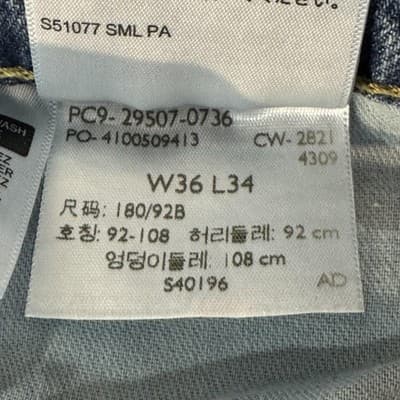 S51077 SML PA
WASH
PC9- 29507-0736
PO- 4100509413 CW- 2821
4309
W36 L34
尺码: 180/92B
호칭: 92-108 허리둘레: 92 cm
엉덩이둘레: 108 cm
S40196 AD